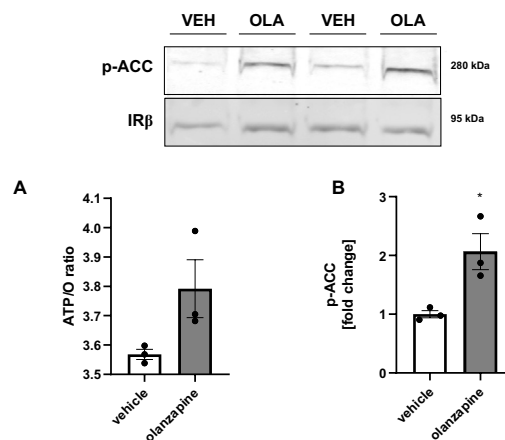 VEH OLA VEH OLA
p-ACC 280 kDa
IRβ 95 kDa
A
ATP/O ratio
4.1
4.0
3.9
3.8
3.7
3.6
3.5
vehicle
olanzapine
B
p-ACC
[fold change]
3
2
1
0
*
vehicle
olanzapine